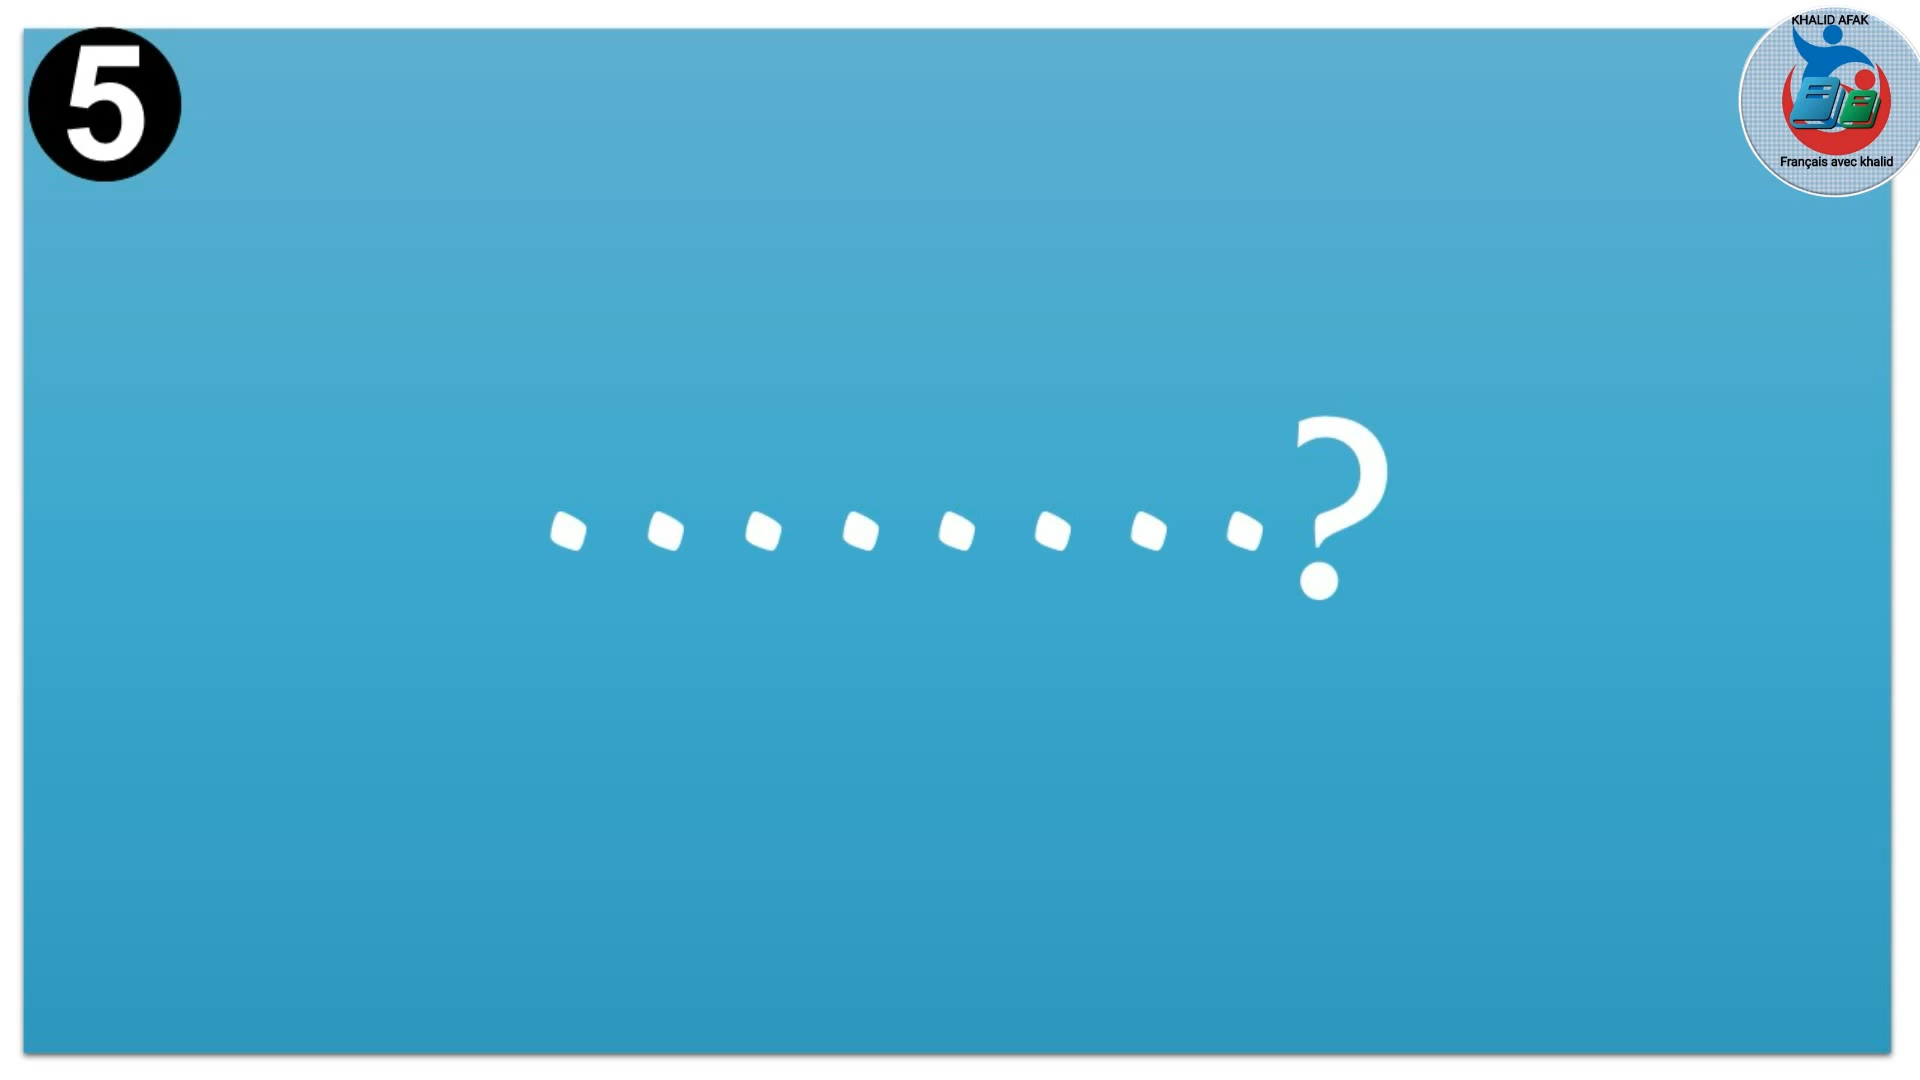 5
KHALID AFAK
Français avec khalid
. . . . . . . . ?